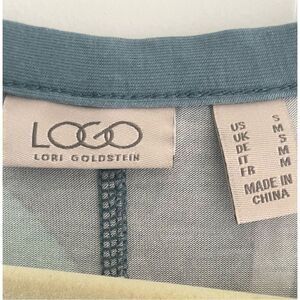 LOGO
LORI GOLDSTEIN
US S
UK M
DE S
IT M
FR M
MADE IN
CHINA